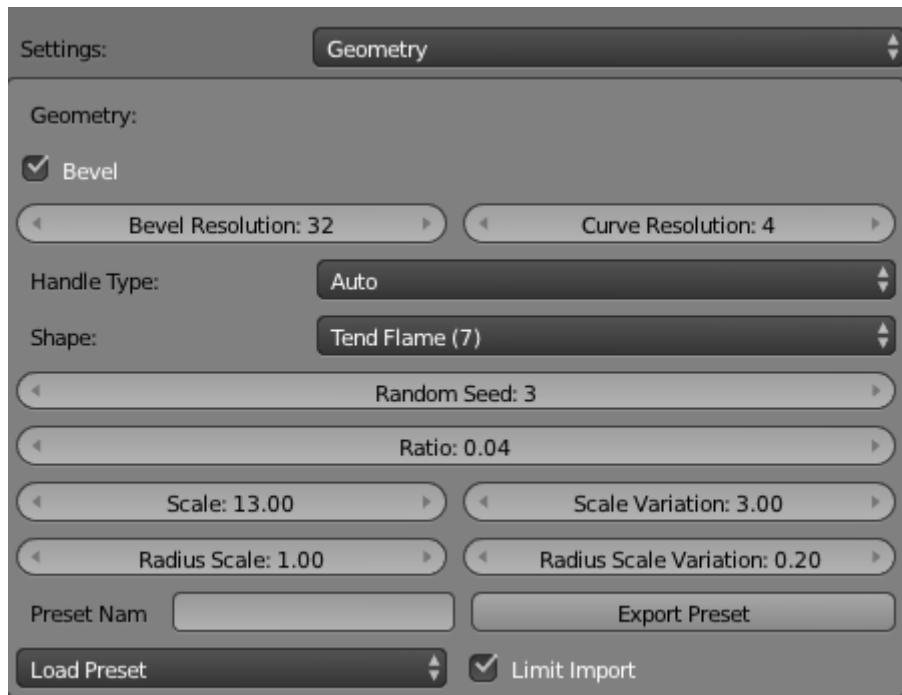 Settings: Geometry
Geometry:
Bevel
Bevel Resolution: 32 Curve Resolution: 4
Handle Type: Auto
Shape: Tend Flame (7)
Random Seed: 3
Ratio: 0.04
Scale: 13.00 Scale Variation: 3.00
Radius Scale: 1.00 Radius Scale Variation: 0.20
Preset Nam Export Preset
Load Preset Limit Import